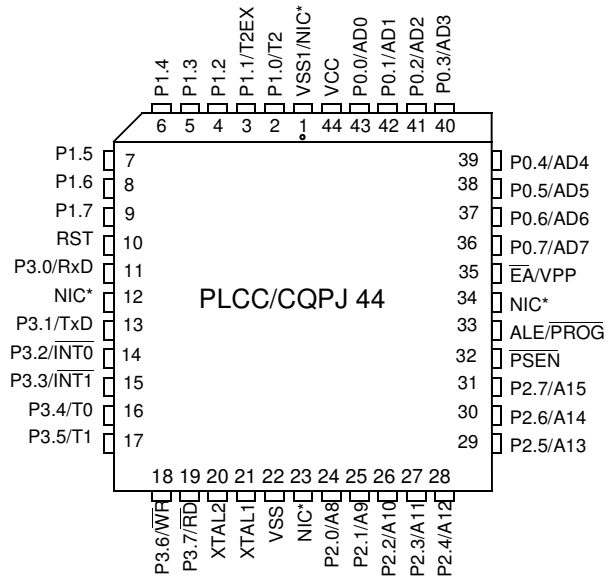 P1.4
P1.3
P1.2
P1.1/T2EX
P1.0/T2
VSS1/NIC*
VCC
P0.0/AD0
P0.1/AD1
P0.2/AD2
P0.3/AD3
6 5 4 3 2 1 44 43 42 41 40
P1.5 7
P1.6 8
P1.7 9
RST 10
P3.0/RxD 11
NIC* 12
P3.1/TxD 13
P3.2/INT0 14
P3.3/INT1 15
P3.4/T0 16
P3.5/T1 17
PLCC/CQPJ 44
39 P0.4/AD4
38 P0.5/AD5
37 P0.6/AD6
36 P0.7/AD7
35 EA/VPP
34 NIC*
33 ALE/PROG
32 PSEN
31 P2.7/A15
30 P2.6/A14
29 P2.5/A13
18 19 20 21 22 23 24 25 26 27 28
P3.6/WR
P3.7/RD
XTAL2
XTAL1
VSS
NIC*
P2.0/A8
P2.1/A9
P2.2/A10
P2.3/A11
P2.4/A12